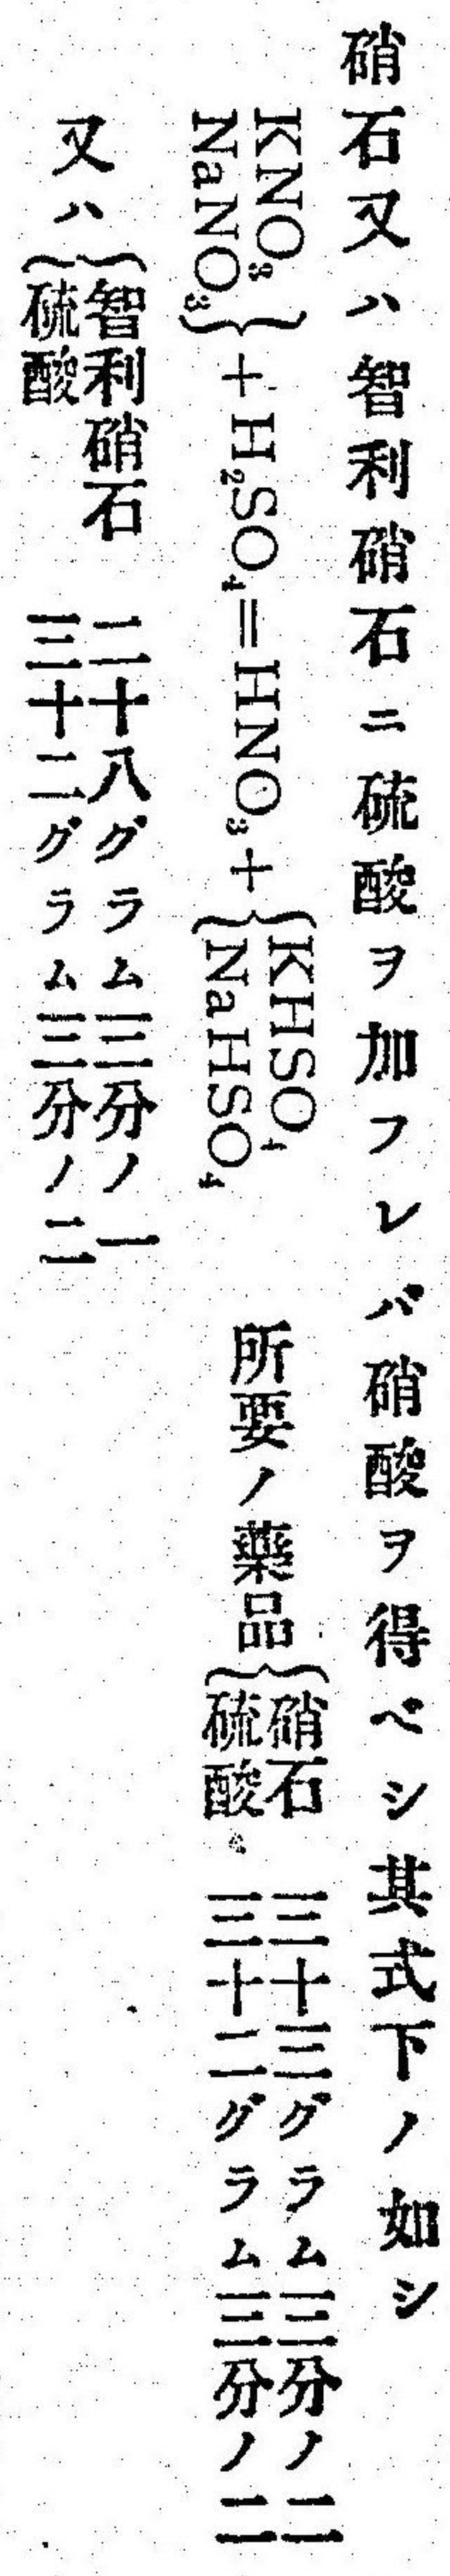 硝石又ハ智利硝石ニ硫酸ヲ加フレバ硝酸ヲ得ベシ其式下ノ如シ
KNO₃
NaNO₃} + H₂SO₄ = HNO₃ + {KHSO₄
NaHSO₄
所要ノ藥品{硝石 三十三グラム三分ノ二
硫酸 三十二グラム三分ノ二
又ハ{智利硝石 二十八グラム三分ノ一
硫酸 三十二グラム三分ノ二